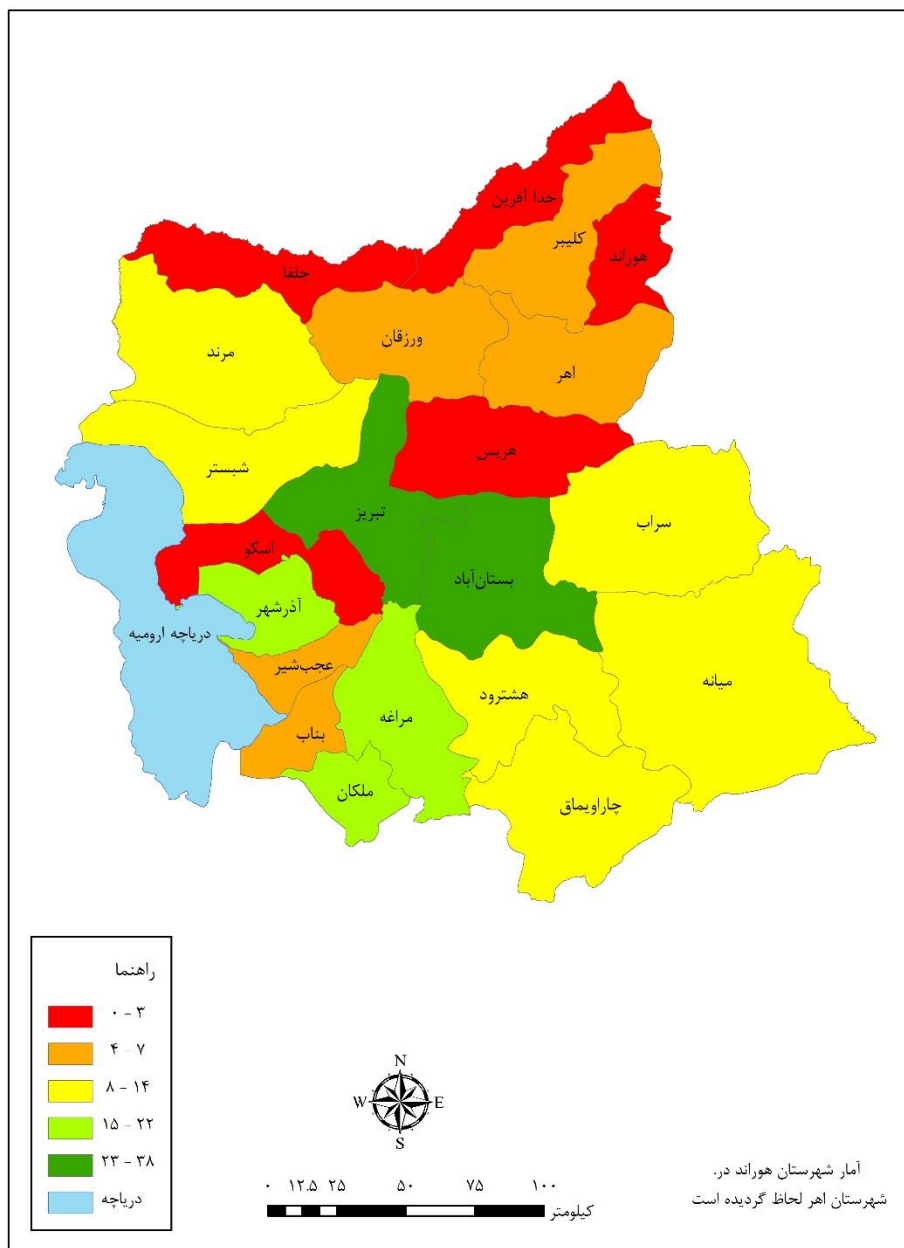 خدا آفرین
کلیبر
هوراند
جلفا
ورزقان
مرند
اهر
هریس
شبستر
تبریز
سراب
اسکو
بستان‌آباد
آذرشهر
دریاچه ارومیه
عجب‌شیر
میانه
هشترود
مراغه
بناب
ملکان
چاراویماق
راهنما
۰ - ۳
۴ - ۷
۸ - ۱۴
۱۵ - ۲۲
۲۳ - ۳۸
دریاچه
N
W E
S
۰ ۱۲.۵ ۲۵ ۵۰ ۷۵ ۱۰۰
کیلومتر
آمار شهرستان هوراند در.
شهرستان اهر لحاظ گردیده است